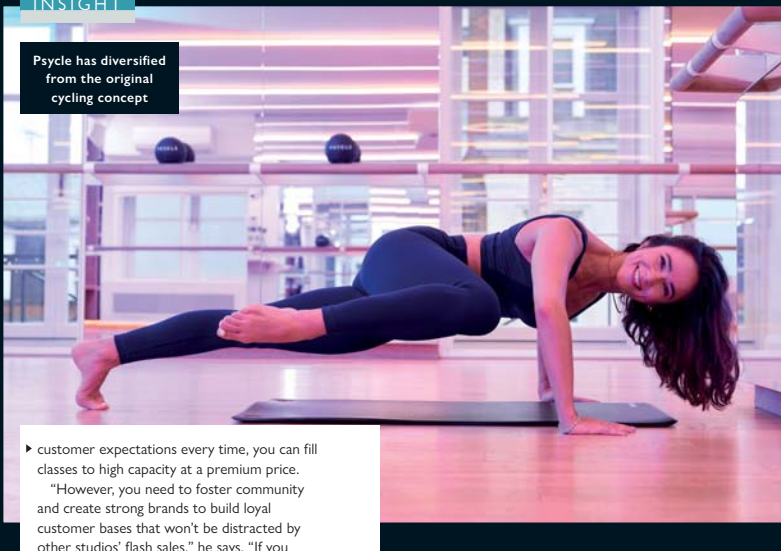 INSIGHT
Psycle has diversified
from the original
cycling concept
PSYCLE
customer expectations every time, you can fill
classes to high capacity at a premium price.
“However, you need to foster community
and create strong brands to build loyal
customer bases that won’t be distracted by
other studios’ flash sales,” he says. “If you